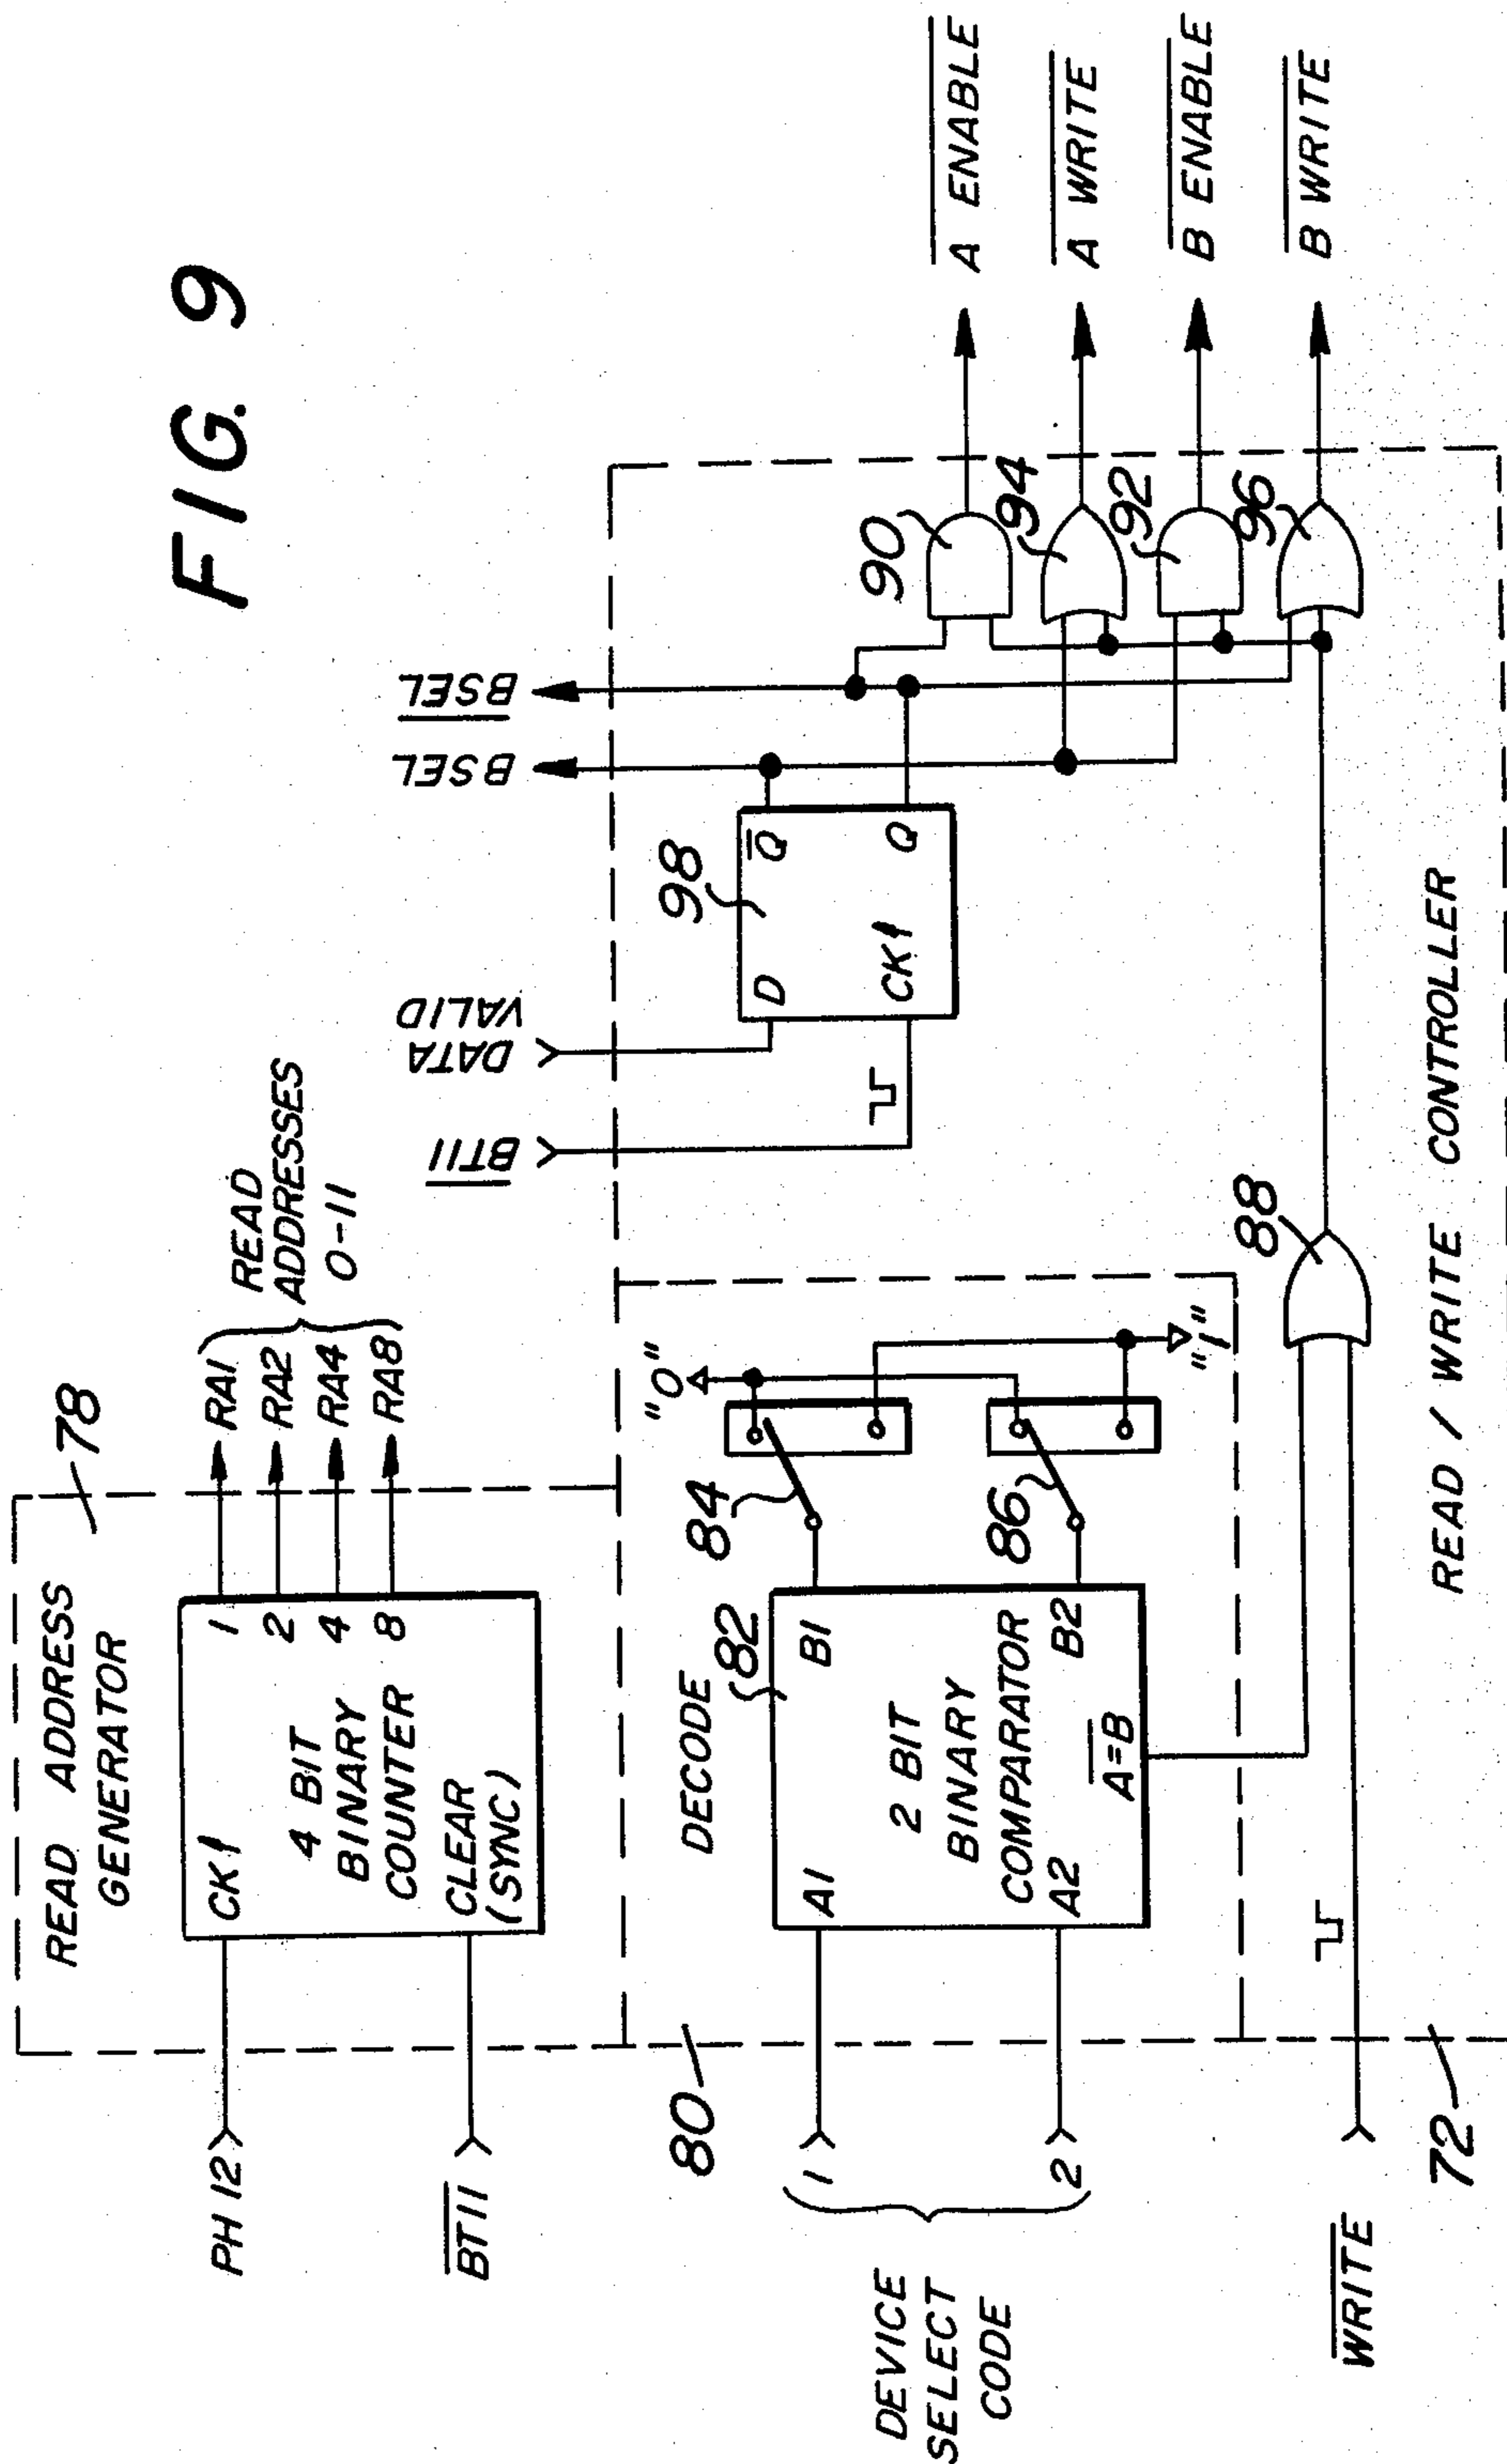 FIG. 9
READ ADDRESS
GENERATOR
78
PH 12
BT11
CK
4 BIT
BINARY
COUNTER
CLEAR
(SYNC)
1
2
4
8
RA1
RA2
RA4
RA8
READ
ADDRESSES
0-11
BT11
DATA
VALID
BSEL
BSEL
98
D
Q
CK
Q
80
DECODE
82
DEVICE
SELECT
CODE
1
2
A1
B1
2 BIT
BINARY
COMPARATOR
A2
B2
A=B
84
86
"0"
"1"
88
90
94
92
96
A ENABLE
A WRITE
B ENABLE
B WRITE
WRITE
72
READ / WRITE CONTROLLER